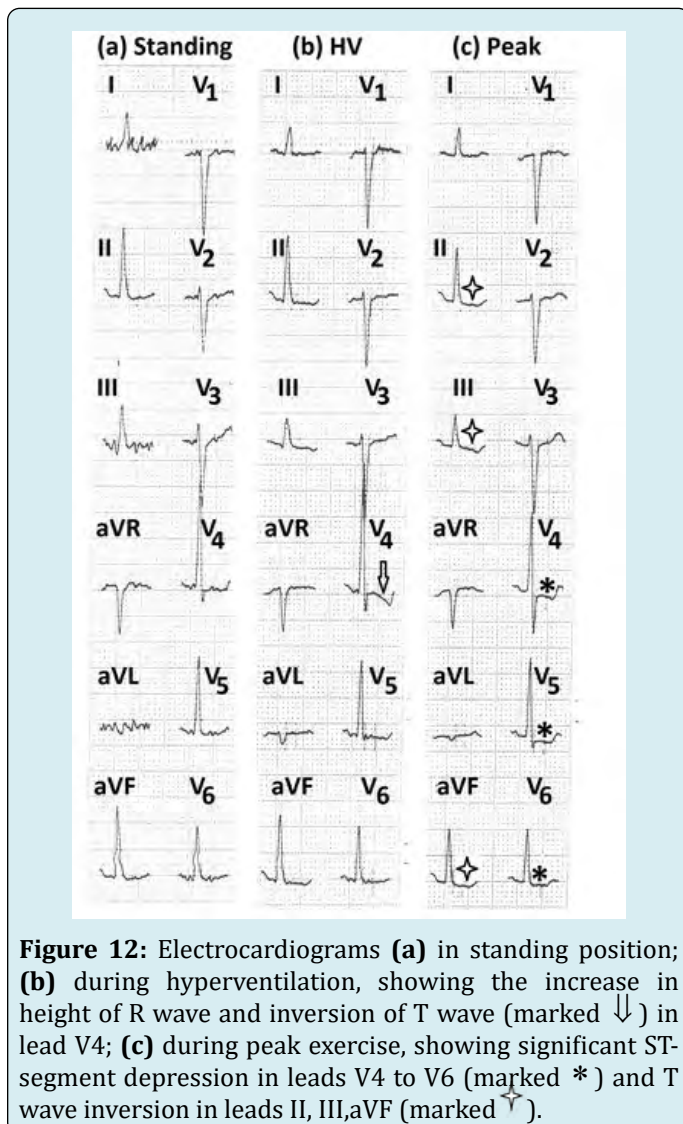 (a) Standing (b) HV (c) Peak
I V1 I V1 I V1
II V2 II V2 II V2
III V3 III V3 III V3
aVR V4 aVR V4 aVR V4
aVL V5 aVL V5 aVL V5
aVF V6 aVF V6 aVF V6
Figure 12: Electrocardiograms (a) in standing position;
(b) during hyperventilation, showing the increase in
height of R wave and inversion of T wave (marked ⇓) in
lead V4; (c) during peak exercise, showing significant ST-
segment depression in leads V4 to V6 (marked *) and T
wave inversion in leads II, III,aVF (marked ✧).